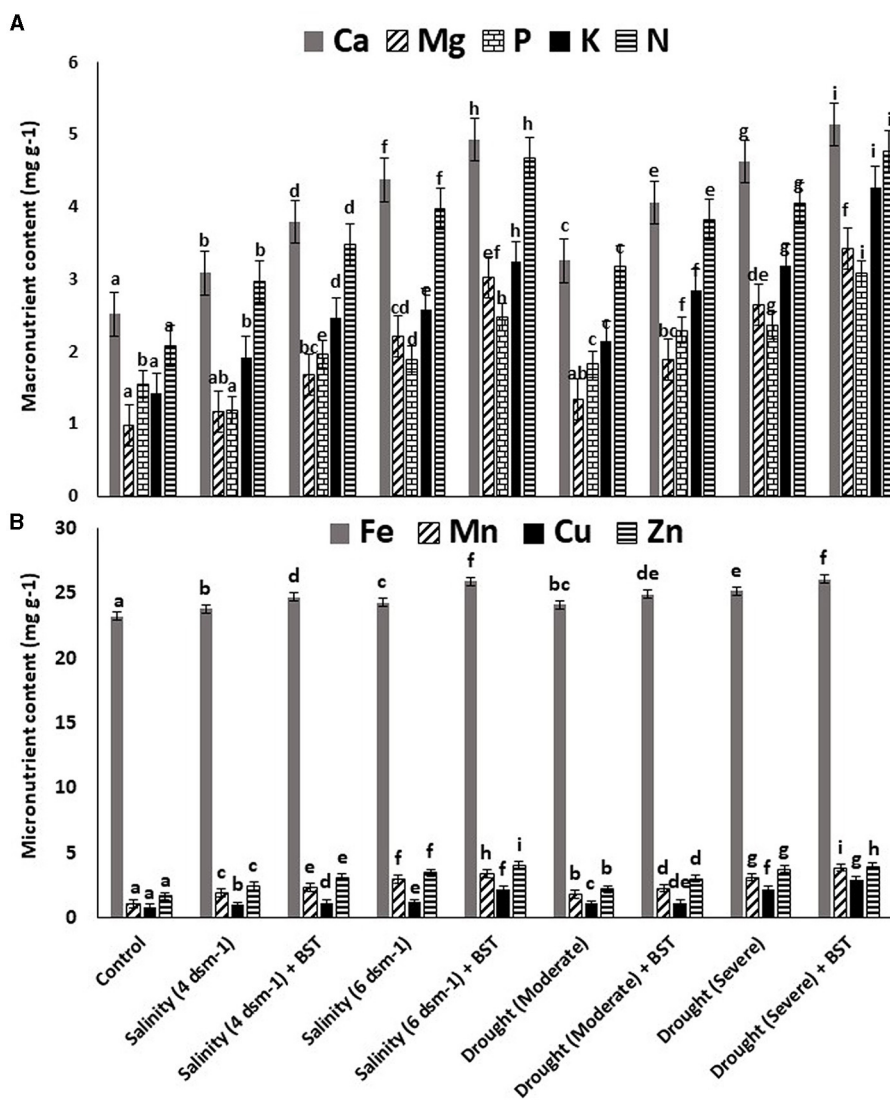 A
Ca Mg P K N
Macronutrient content (mg g-1)
6
5
4
3
2
1
0
a a b a a
b ab a b b
d bc e d d
f cd d e f
h ef h h h
c ab c c c
e bc f f e
g de g g g
i f i i i
B
Fe Mn Cu Zn
Micronutrient content (mg g-1)
30
25
20
15
10
5
0
a a a a
b c b c
d e d e
c f e f
f h f i
bc b c b
de d de d
e g f g
f i g h
Control
Salinity (4 dsm-1)
Salinity (4 dsm-1) + BST
Salinity (6 dsm-1)
Salinity (6 dsm-1) + BST
Drought (Moderate)
Drought (Moderate) + BST
Drought (Severe)
Drought (Severe) + BST